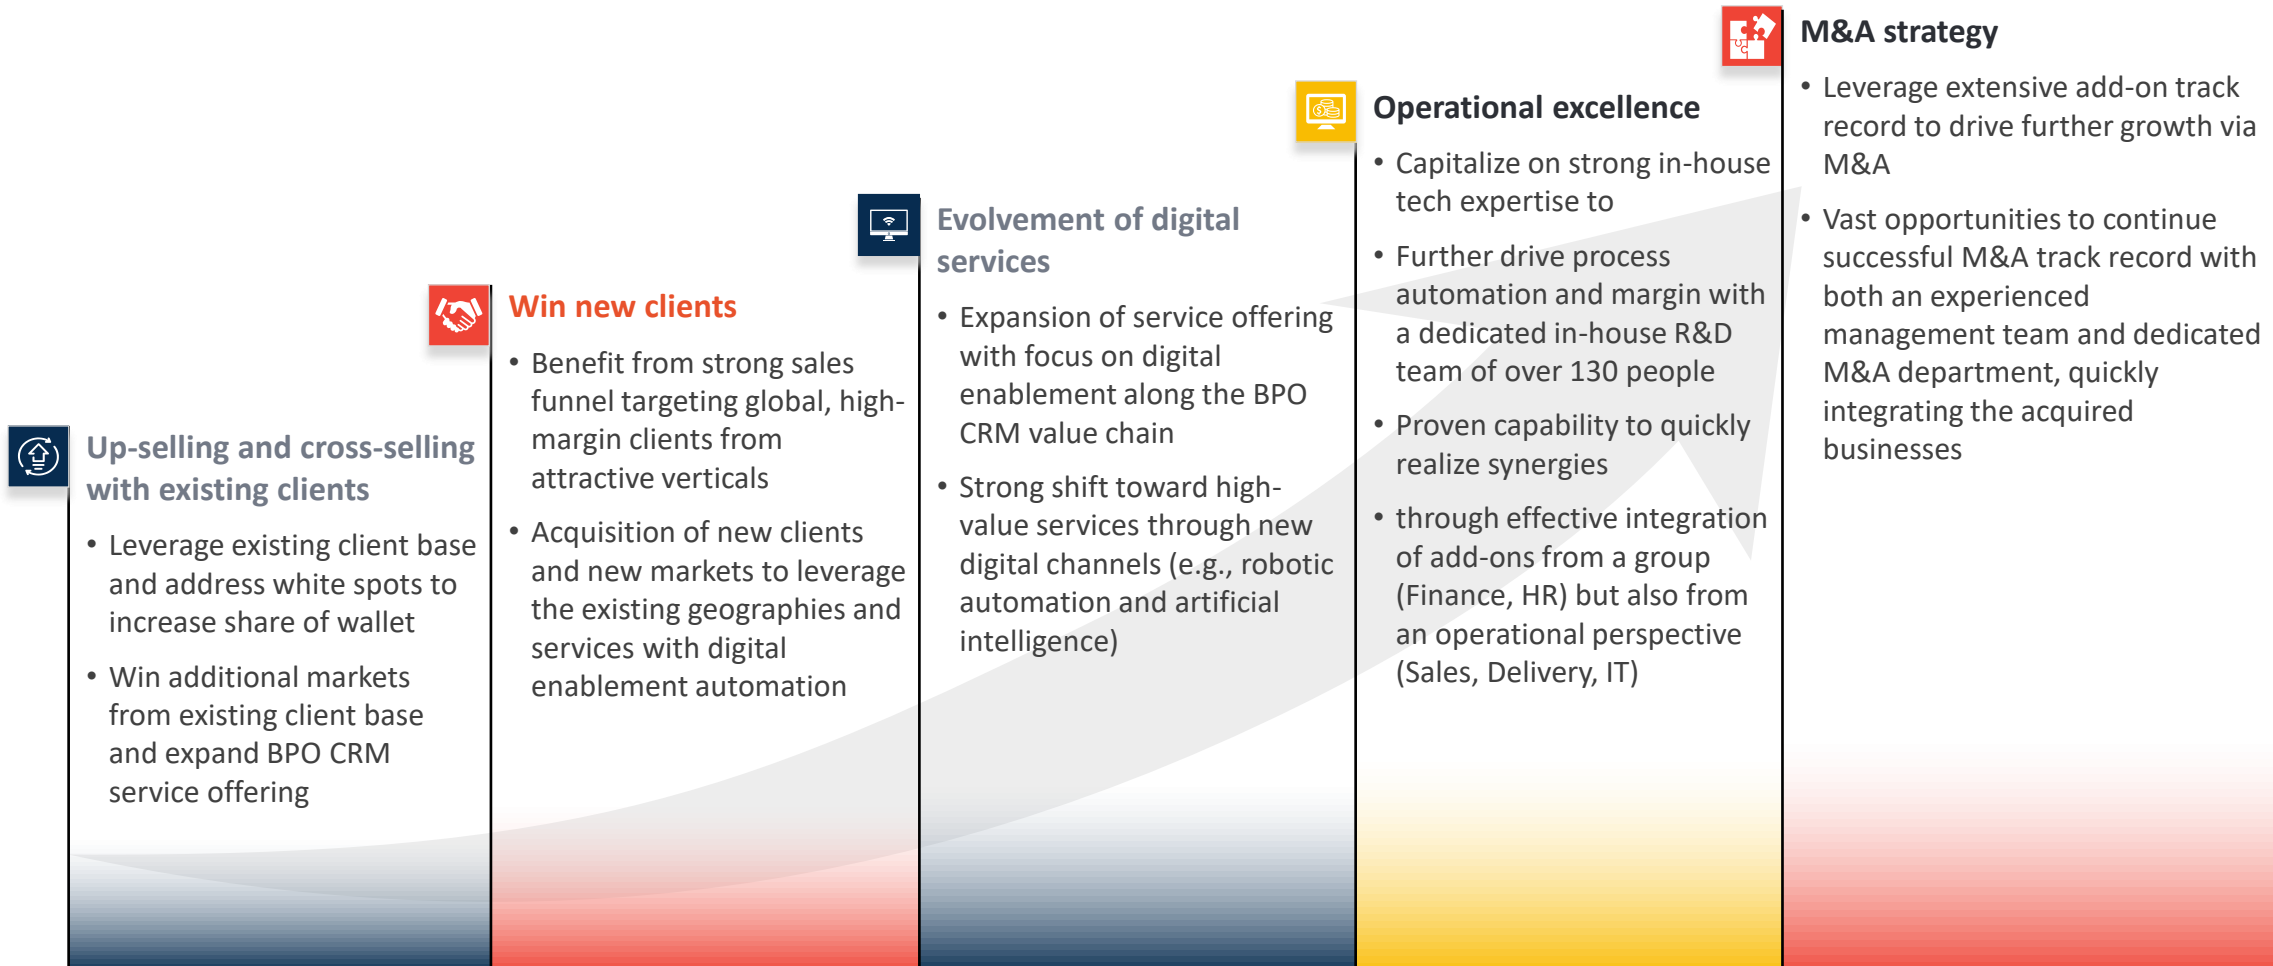 Up-selling and cross-selling
with existing clients
• Leverage existing client base
and address white spots to
increase share of wallet
• Win additional markets
from existing client base
and expand BPO CRM
service offering
Win new clients
• Benefit from strong sales
funnel targeting global, high-
margin clients from
attractive verticals
• Acquisition of new clients
and new markets to leverage
the existing geographies and
services with digital
enablement automation
Evolvement of digital
services
• Expansion of service offering
with focus on digital
enablement along the BPO
CRM value chain
• Strong shift toward high-
value services through new
digital channels (e.g., robotic
automation and artificial
intelligence)
Operational excellence
• Capitalize on strong in-house
tech expertise to
• Further drive process
automation and margin with
a dedicated in-house R&D
team of over 130 people
• Proven capability to quickly
realize synergies
• through effective integration
of add-ons from a group
(Finance, HR) but also from
an operational perspective
(Sales, Delivery, IT)
M&A strategy
• Leverage extensive add-on track
record to drive further growth via
M&A
• Vast opportunities to continue
successful M&A track record with
both an experienced
management team and dedicated
M&A department, quickly
integrating the acquired
businesses